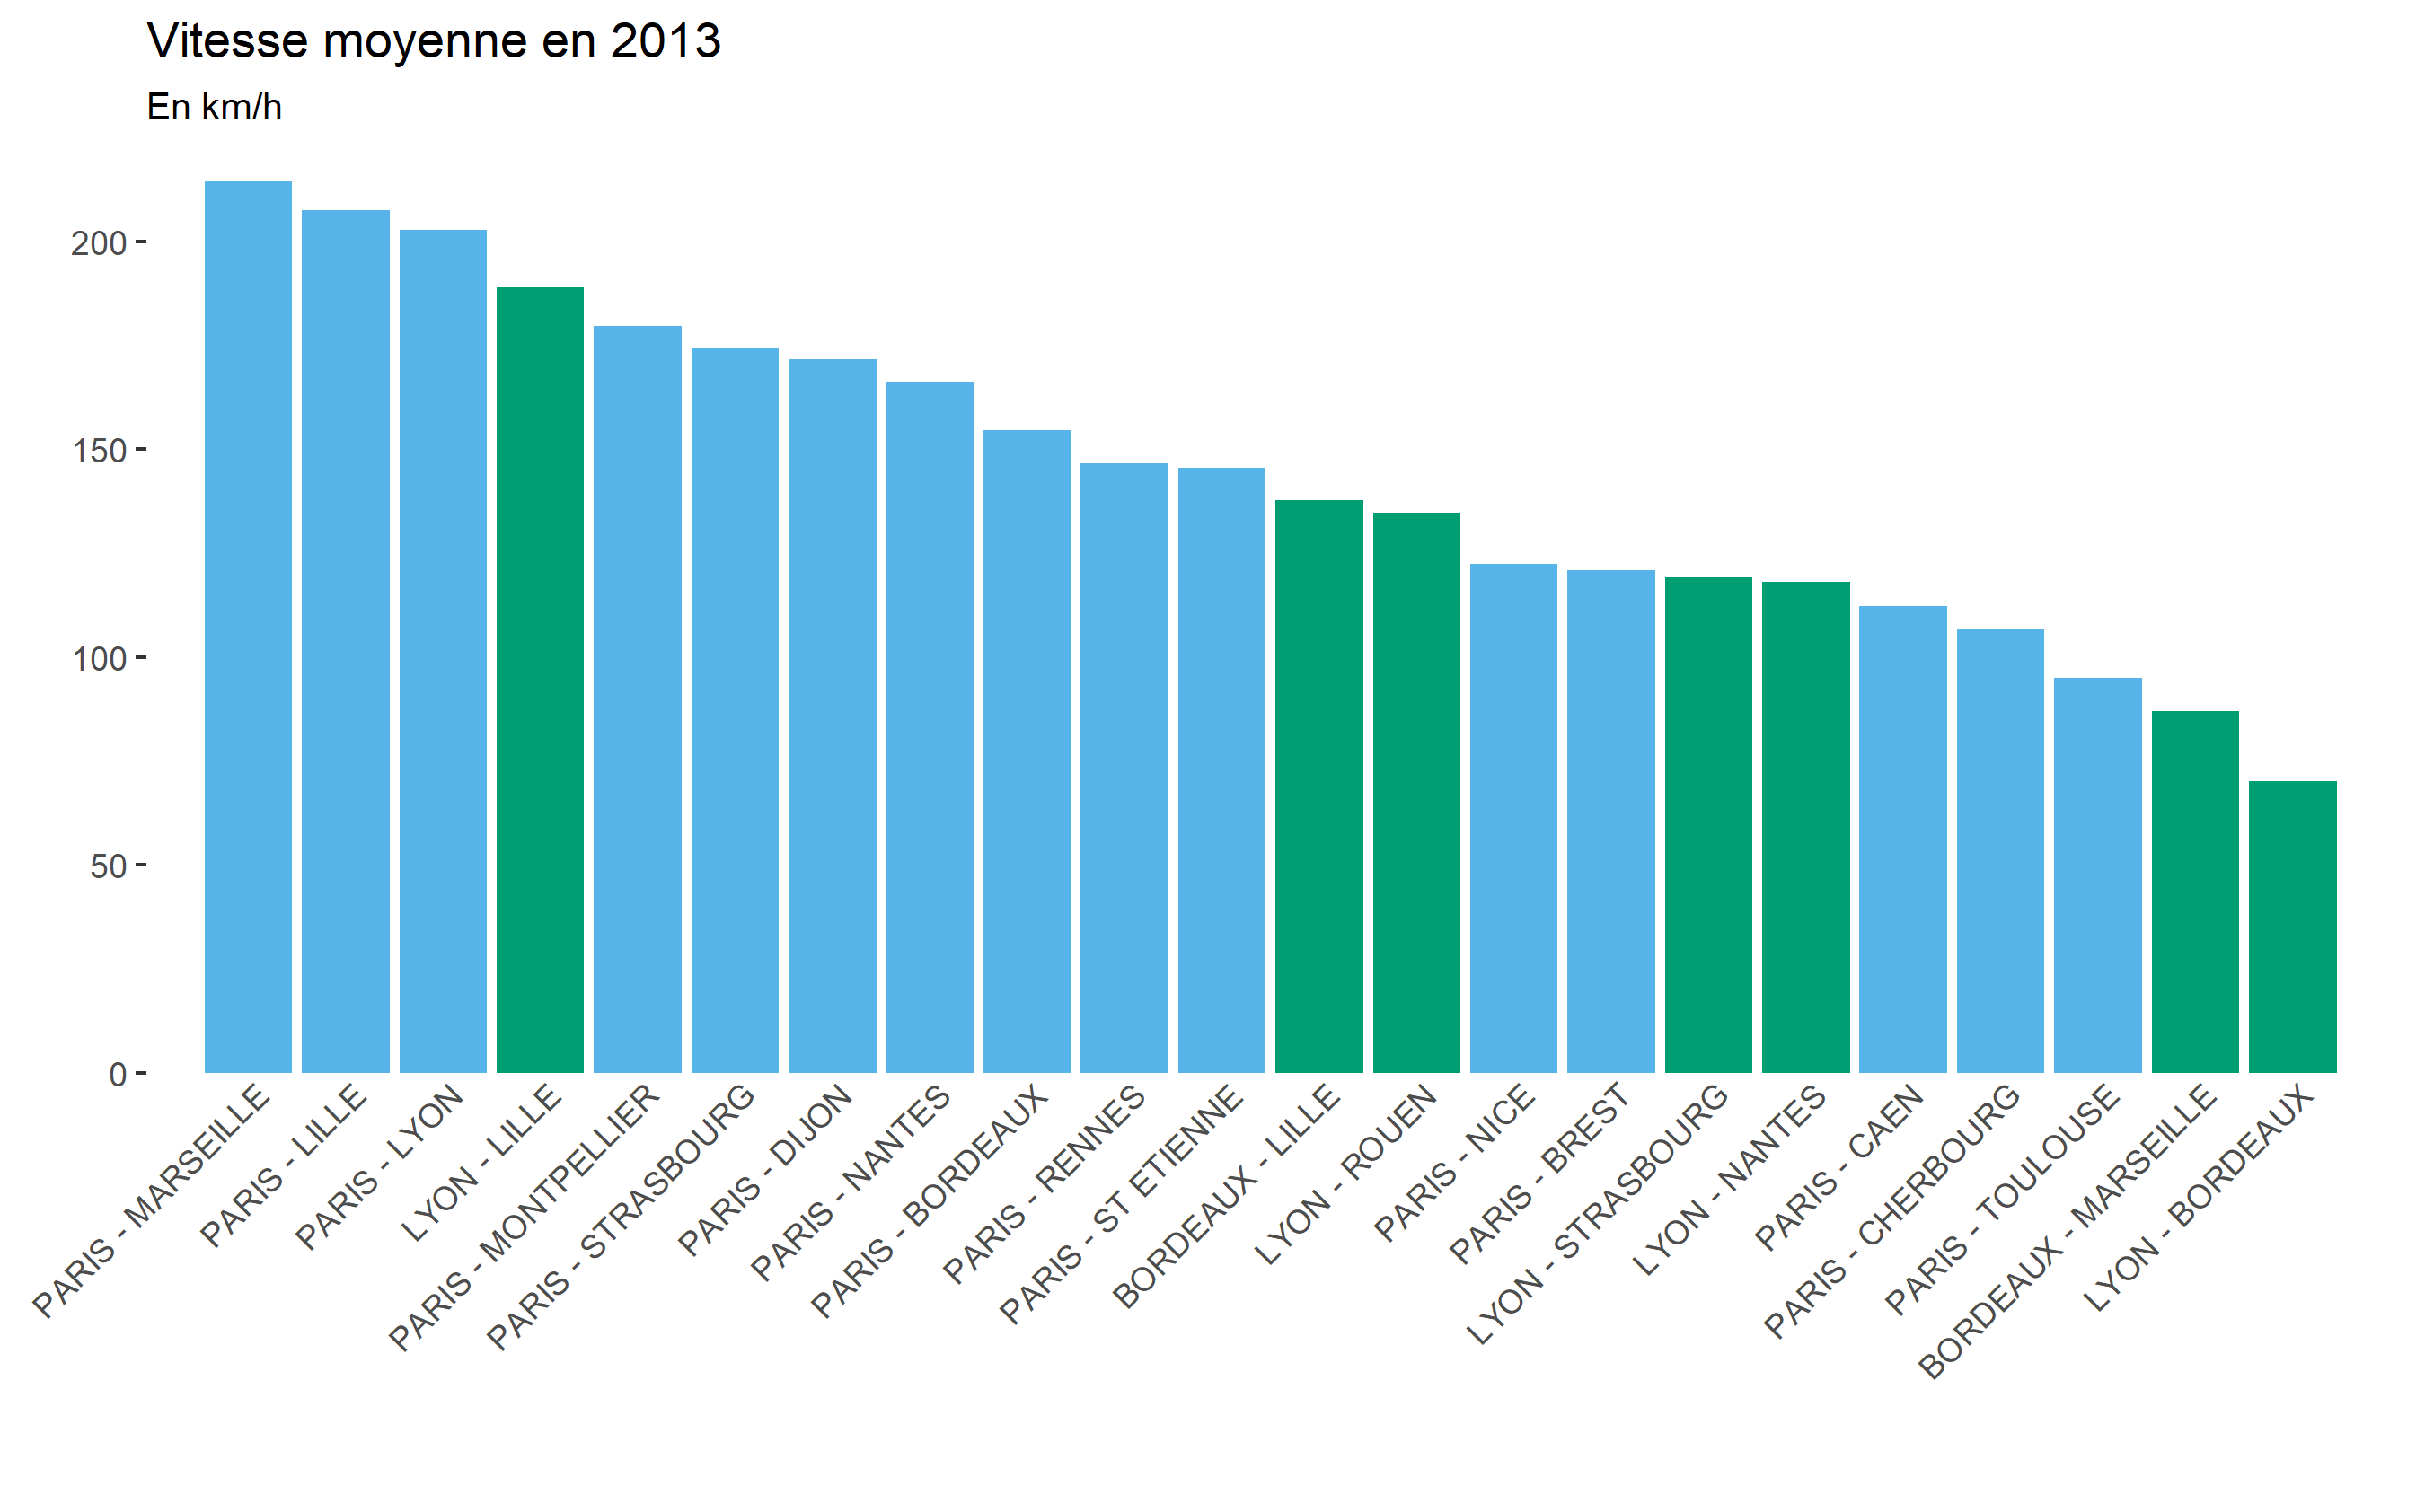 Vitesse moyenne en 2013
En km/h
200
150
100
50
0
PARIS - MARSEILLE
PARIS - LILLE
PARIS - LYON
LYON - LILLE
PARIS - MONTPELLIER
PARIS - STRASBOURG
PARIS - DIJON
PARIS - NANTES
PARIS - BORDEAUX
PARIS - RENNES
PARIS - ST ETIENNE
BORDEAUX - LILLE
LYON - ROUEN
PARIS - NICE
PARIS - BREST
LYON - STRASBOURG
LYON - NANTES
PARIS - CAEN
PARIS - CHERBOURG
PARIS - TOULOUSE
BORDEAUX - MARSEILLE
LYON - BORDEAUX